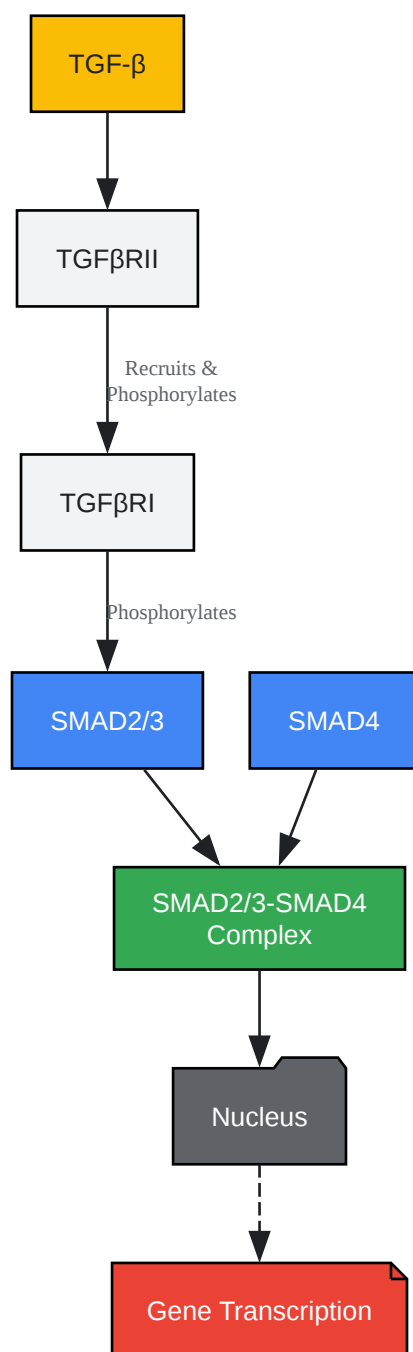 TGF-β
TGFβRII
Recruits &
Phosphorylates
TGFβRI
Phosphorylates
SMAD2/3
SMAD4
SMAD2/3-SMAD4
Complex
Nucleus
Gene Transcription